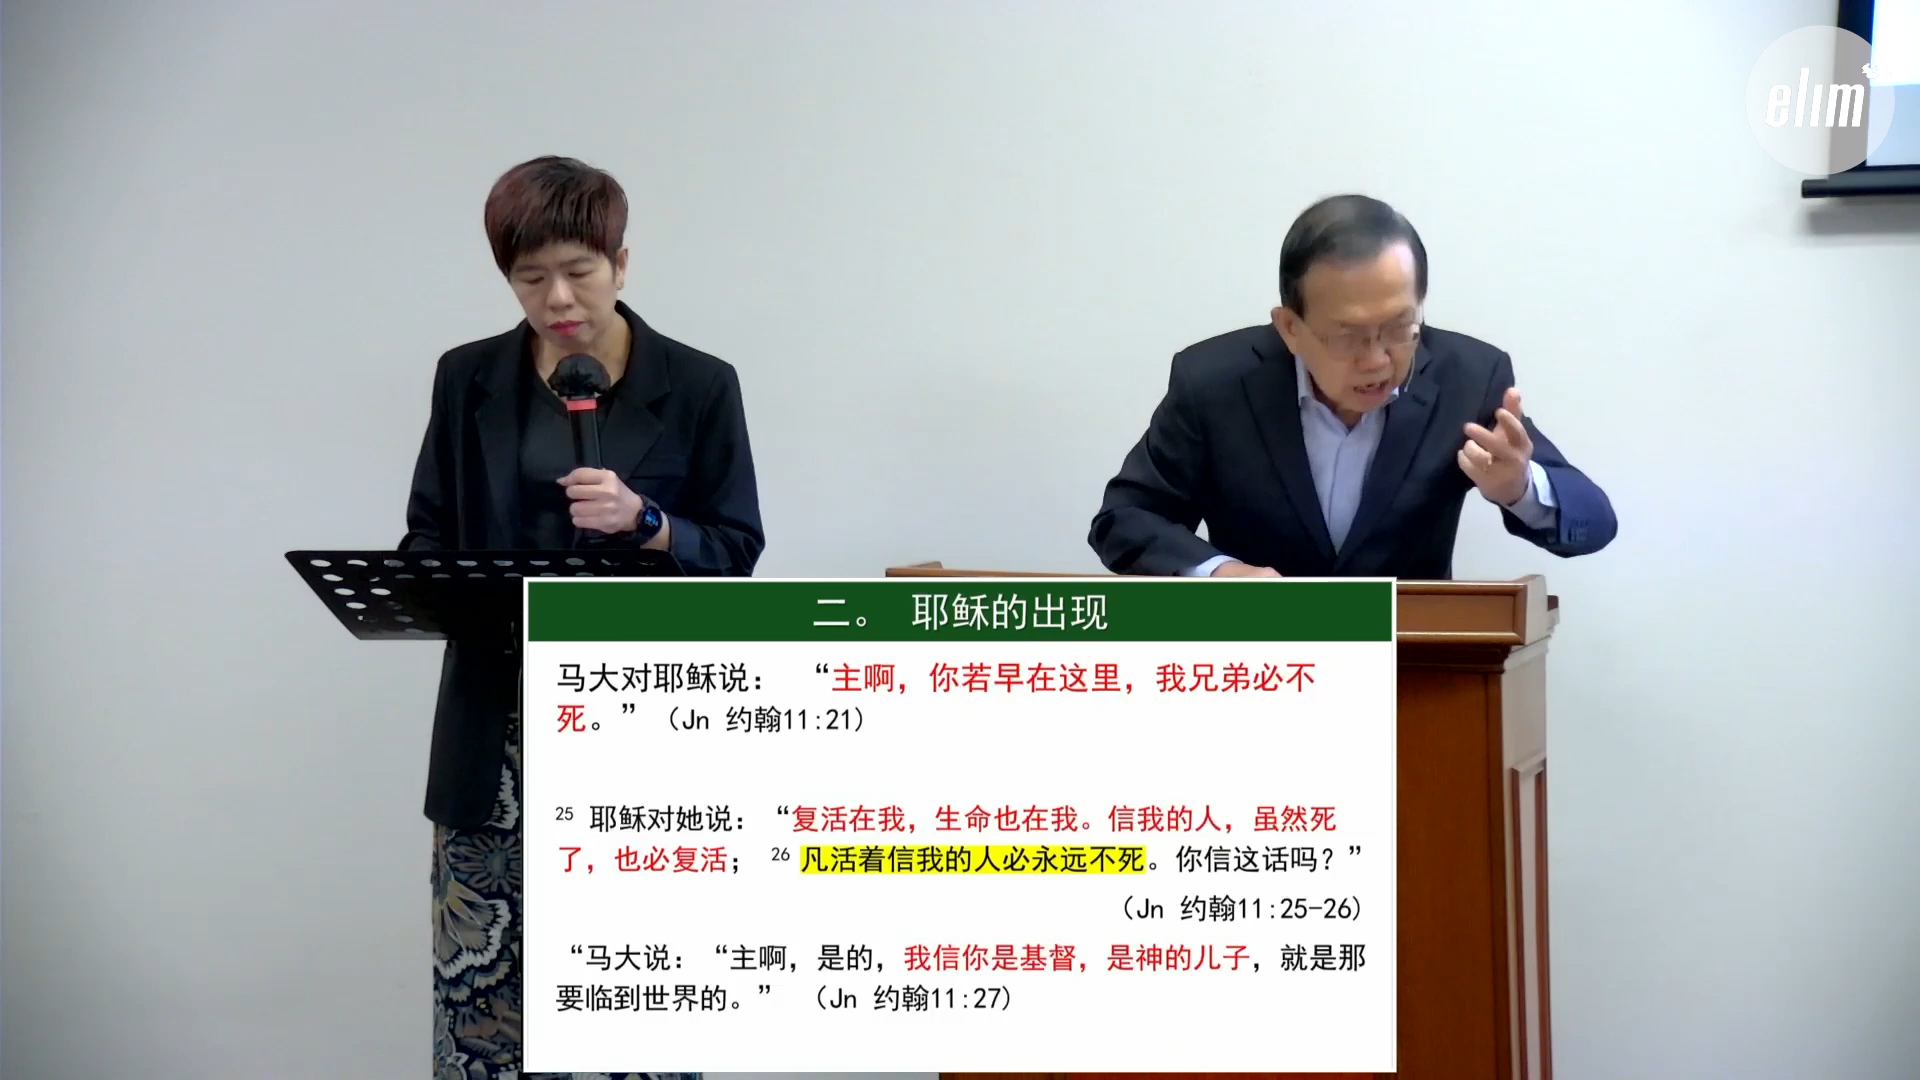 elım
二。 耶稣的出现
马大对耶稣说： “主啊，你若早在这里，我兄弟必不
死。”（Jn 约翰11:21）
25 耶稣对她说：“复活在我，生命也在我。信我的人，虽然死
了，也必复活； 26 凡活着信我的人必永远不死。你信这话吗？”
（Jn 约翰11:25-26）
“马大说：“主啊，是的，我信你是基督，是神的儿子，就是那
要临到世界的。” （Jn 约翰11:27）